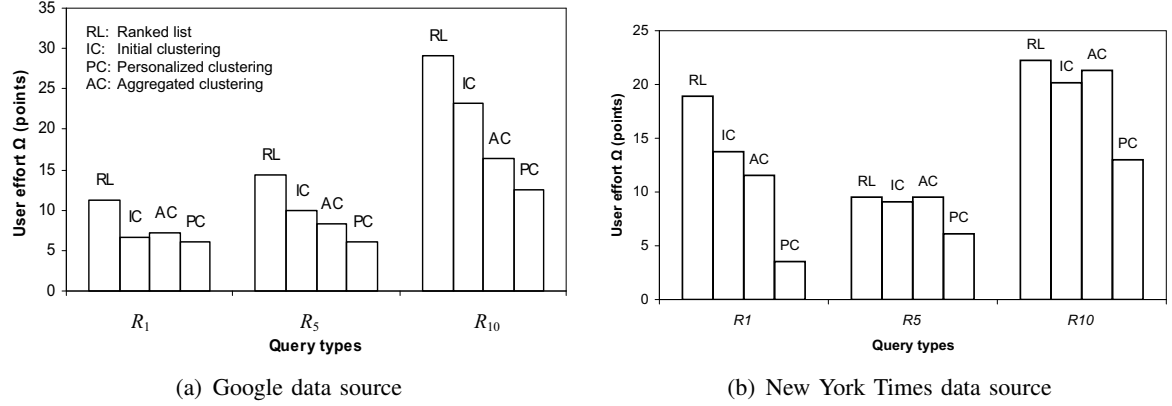 35
30
25
20
15
10
5
0
User effort Ω (points)
RL: Ranked list
IC: Initial clustering
PC: Personalized clustering
AC: Aggregated clustering
RL
IC
AC
PC
RL
IC
AC
PC
RL
IC
AC
PC
R1
R5
R10
Query types
(a) Google data source
25
20
15
10
5
0
User effort Ω (points)
RL
IC
AC
PC
RL
IC
AC
PC
RL
IC
AC
PC
R1
R5
R10
Query types
(b) New York Times data source